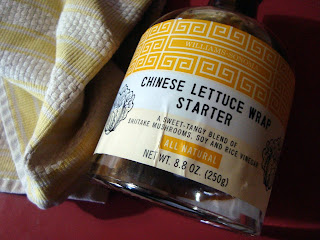 WILLIAMS
CHINESE LETTUCE WRAP
STARTER
A SWEET-TANGY BLEND OF
SHIITAKE MUSHROOMS, SOY AND RICE VINEGAR
ALL NATURAL
NET WT. 8.8 OZ. (250g)